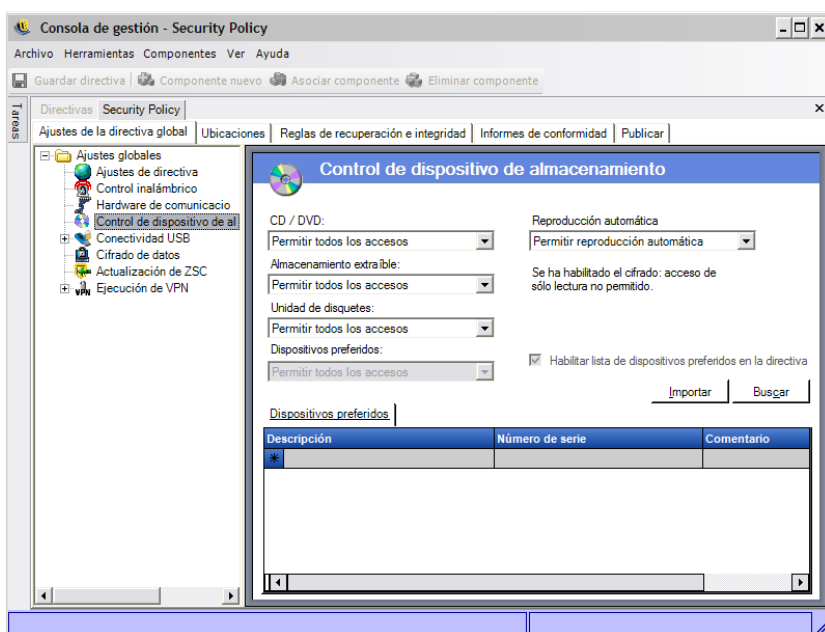 Consola de gestión - Security Policy
Archivo Herramientas Componentes Ver Ayuda
Guardar directiva Componente nuevo Asociar componente Eliminar componente
Tareas
Directivas Security Policy
Ajustes de la directiva global Ubicaciones Reglas de recuperación e integridad Informes de conformidad Publicar
Ajustes globales
Ajustes de directiva
Control inalámbrico
Hardware de comunicacio
Control de dispositivo de al
Conectividad USB
Cifrado de datos
Actualización de ZSC
VPN Ejecución de VPN
Control de dispositivo de almacenamiento
CD / DVD:
Permitir todos los accesos
Almacenamiento extraíble:
Permitir todos los accesos
Unidad de disquetes:
Permitir todos los accesos
Dispositivos preferidos:
Permitir todos los accesos
Reproducción automática
Permitir reproducción automática
Se ha habilitado el cifrado: acceso de
sólo lectura no permitido.
Habilitar lista de dispositivos preferidos en la directiva
Importar Buscar
Dispositivos preferidos
Descripción Número de serie Comentario